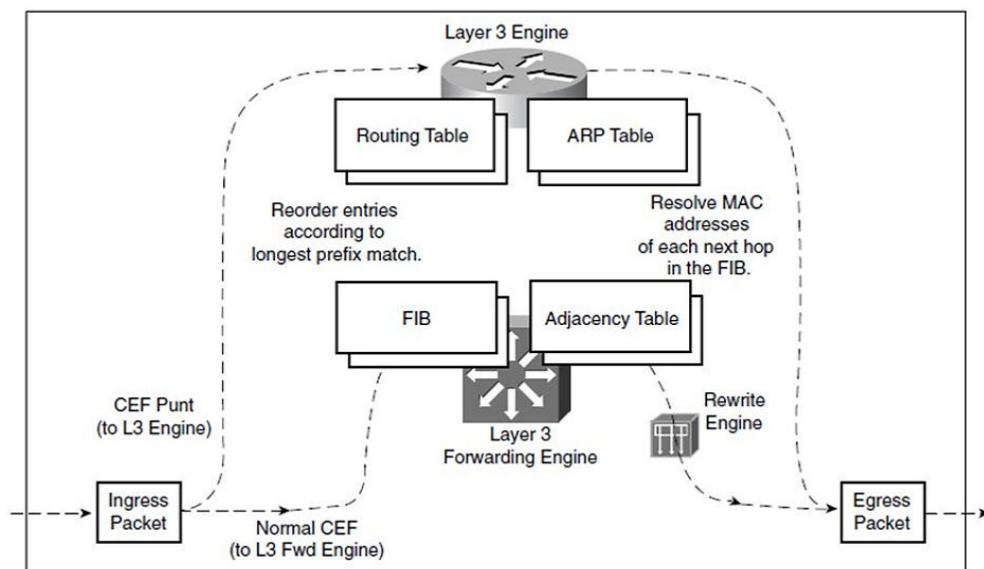 Layer 3 Engine
Routing Table
ARP Table
Reorder entries
according to
longest prefix match.
Resolve MAC
addresses
of each next hop
in the FIB.
FIB
Adjacency Table
CEF Punt
(to L3 Engine)
Layer 3
Forwarding Engine
Rewrite
Engine
Ingress
Packet
Normal CEF
(to L3 Fwd Engine)
Egress
Packet